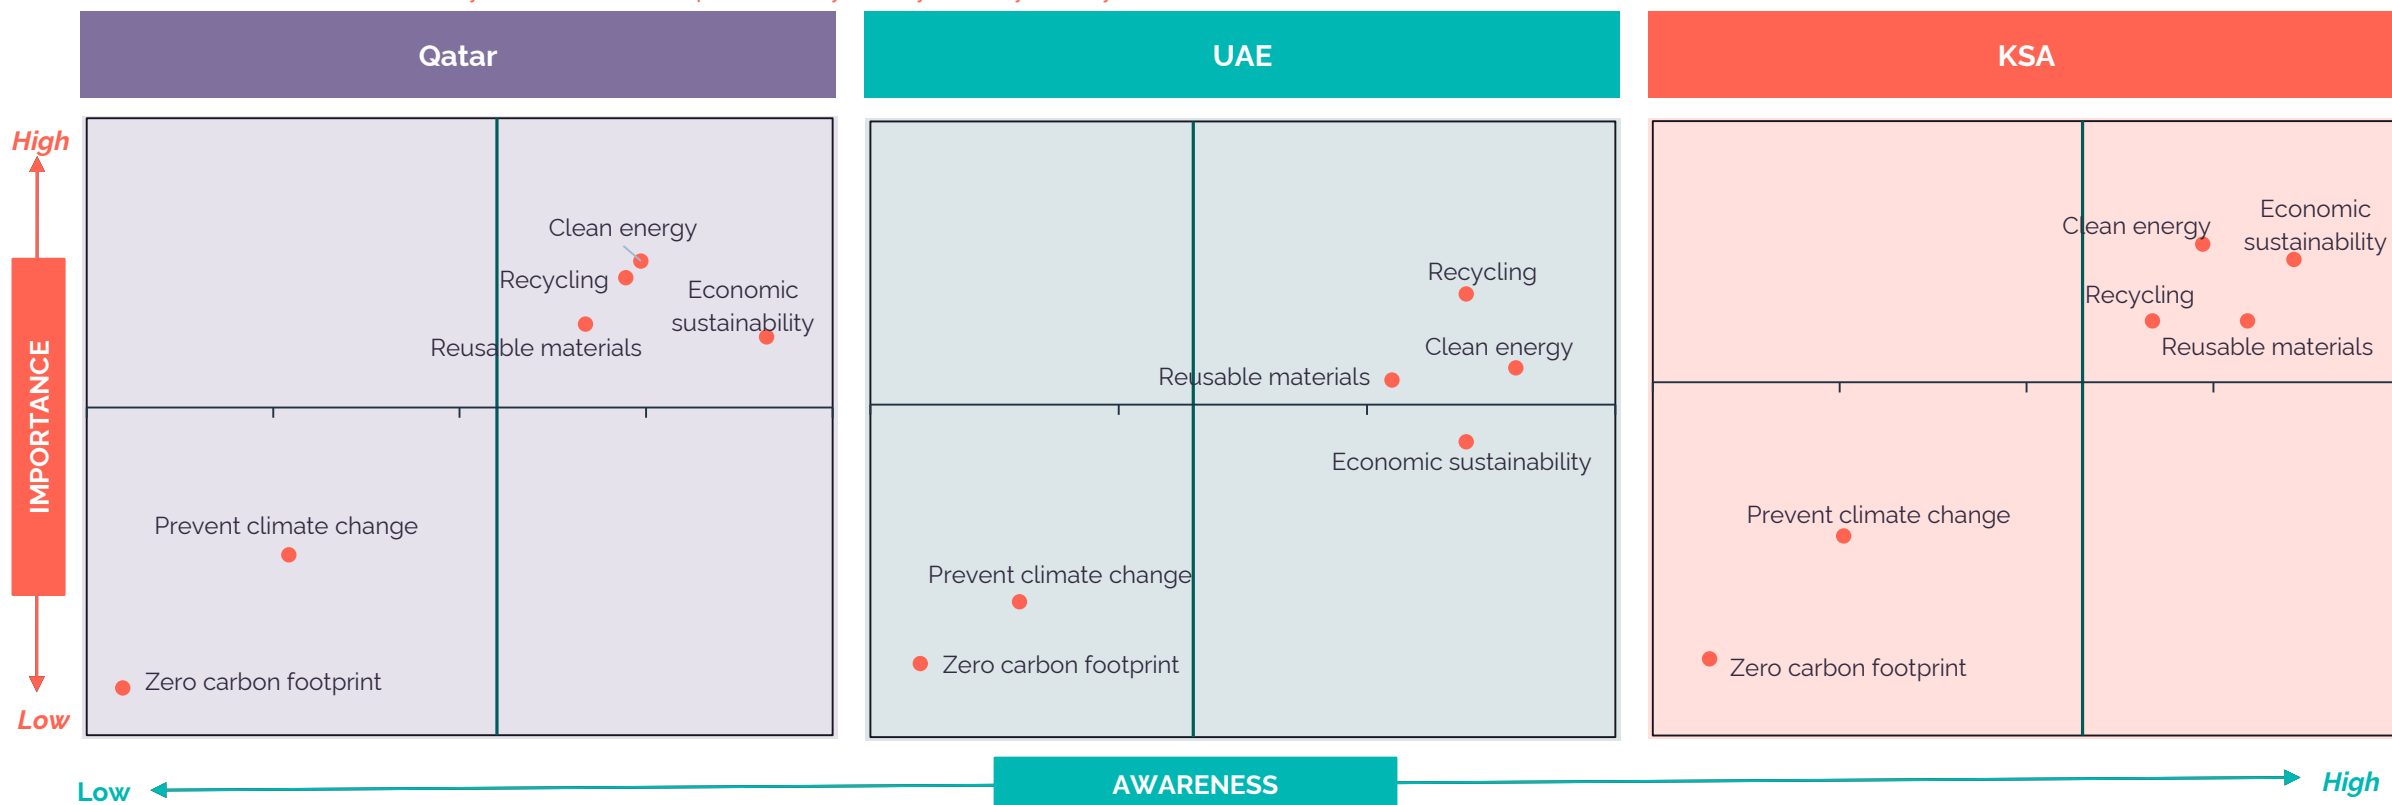 Qatar
UAE
KSA
High
IMPORTANCE
Low
Clean energy
Recycling
Economic
sustainability
Reusable materials
Prevent climate change
Zero carbon footprint
Recycling
Clean energy
Reusable materials
Economic sustainability
Prevent climate change
Zero carbon footprint
Clean energy
Economic
sustainability
Recycling
Reusable materials
Prevent climate change
Zero carbon footprint
Low
AWARENESS
High